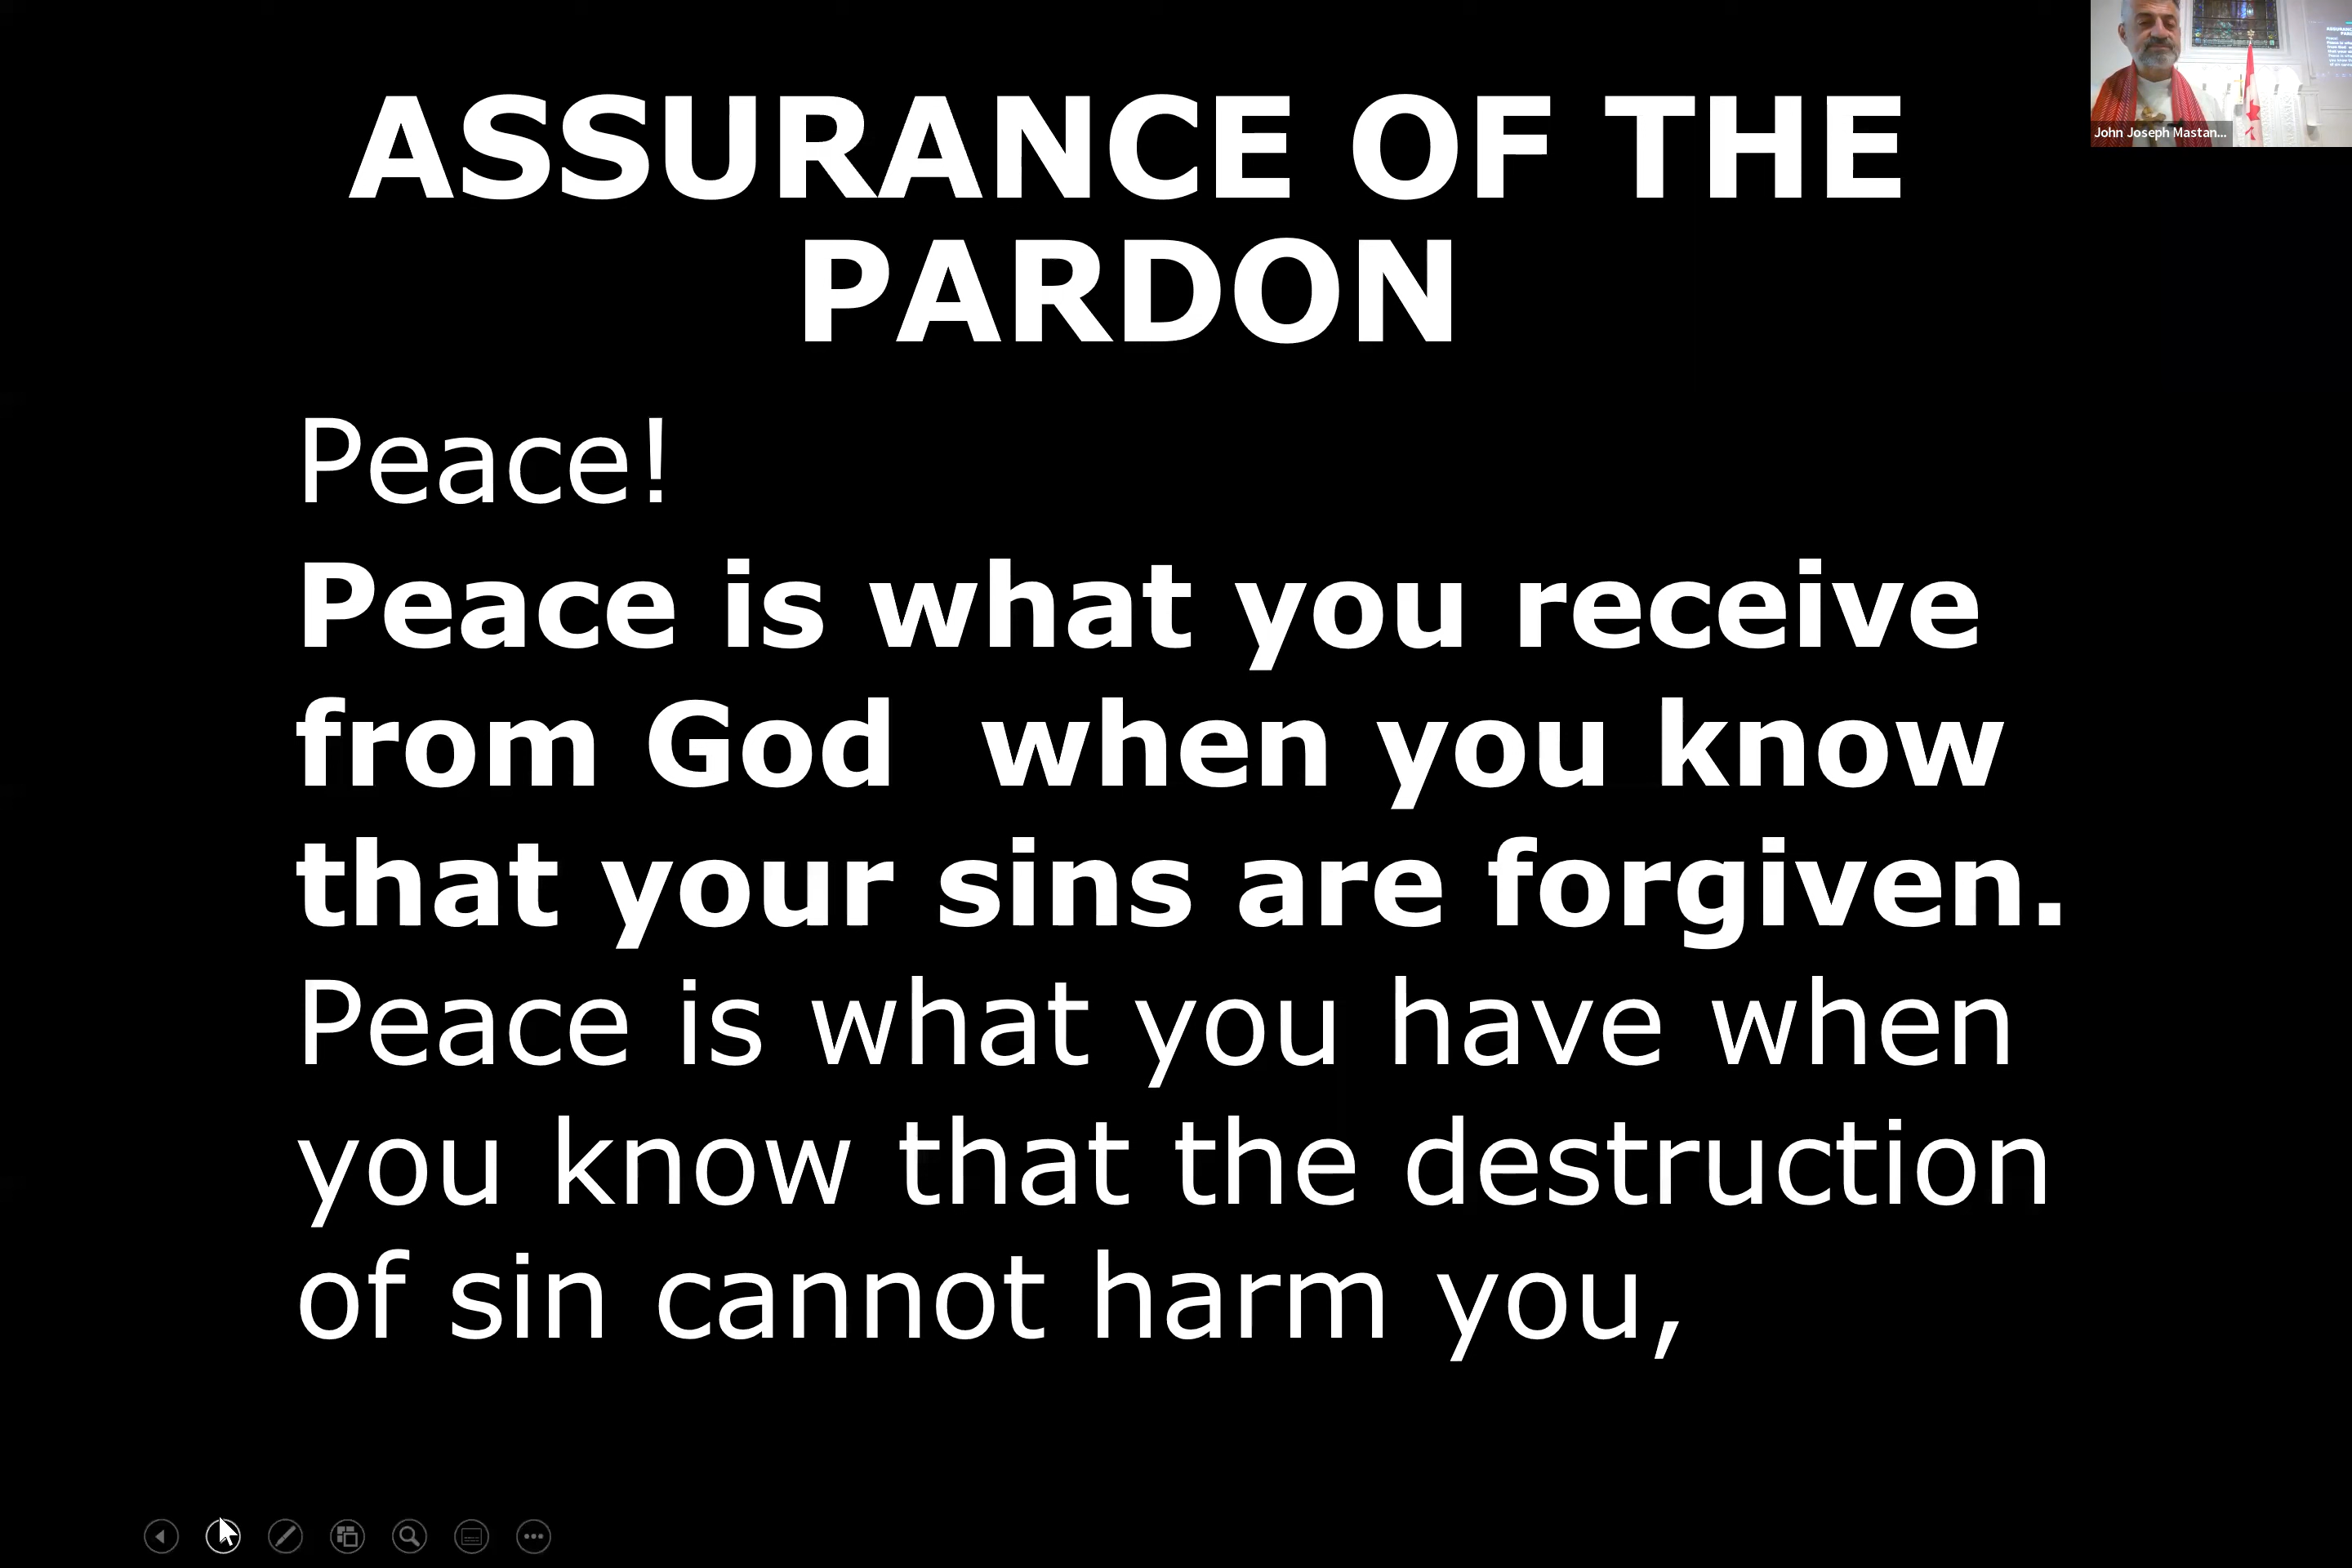 ASSURANCE OF THE
PARDON
Peace!
Peace is what you receive
from God  when you know
that your sins are forgiven.
Peace is what you have when
you know that the destruction
of sin cannot harm you,
John Joseph Mastan...